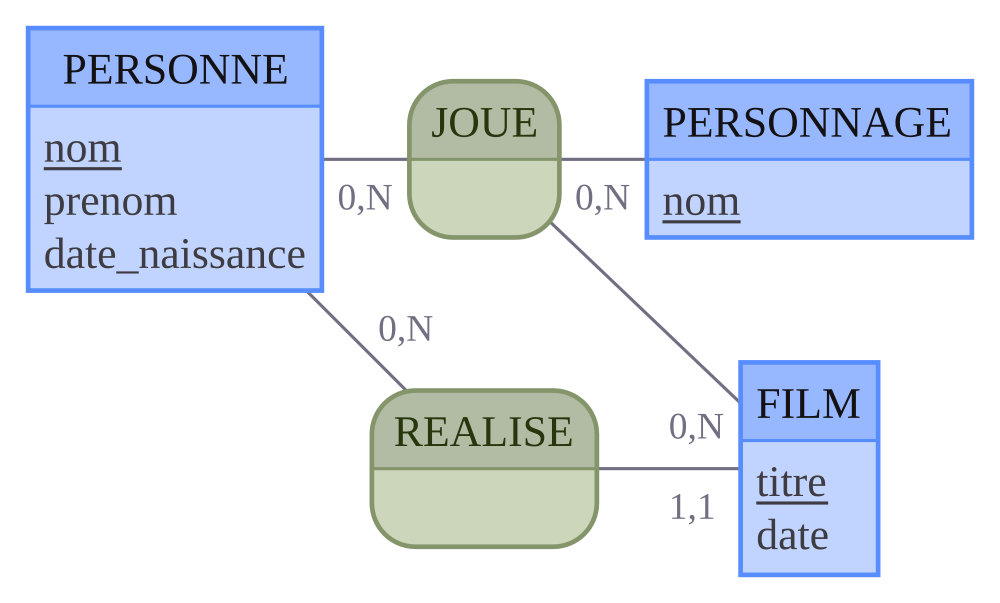 PERSONNE
nom
prenom
date_naissance
0,N
JOUE
0,N
PERSONNAGE
nom
0,N
REALISE
0,N
1,1
FILM
titre
date